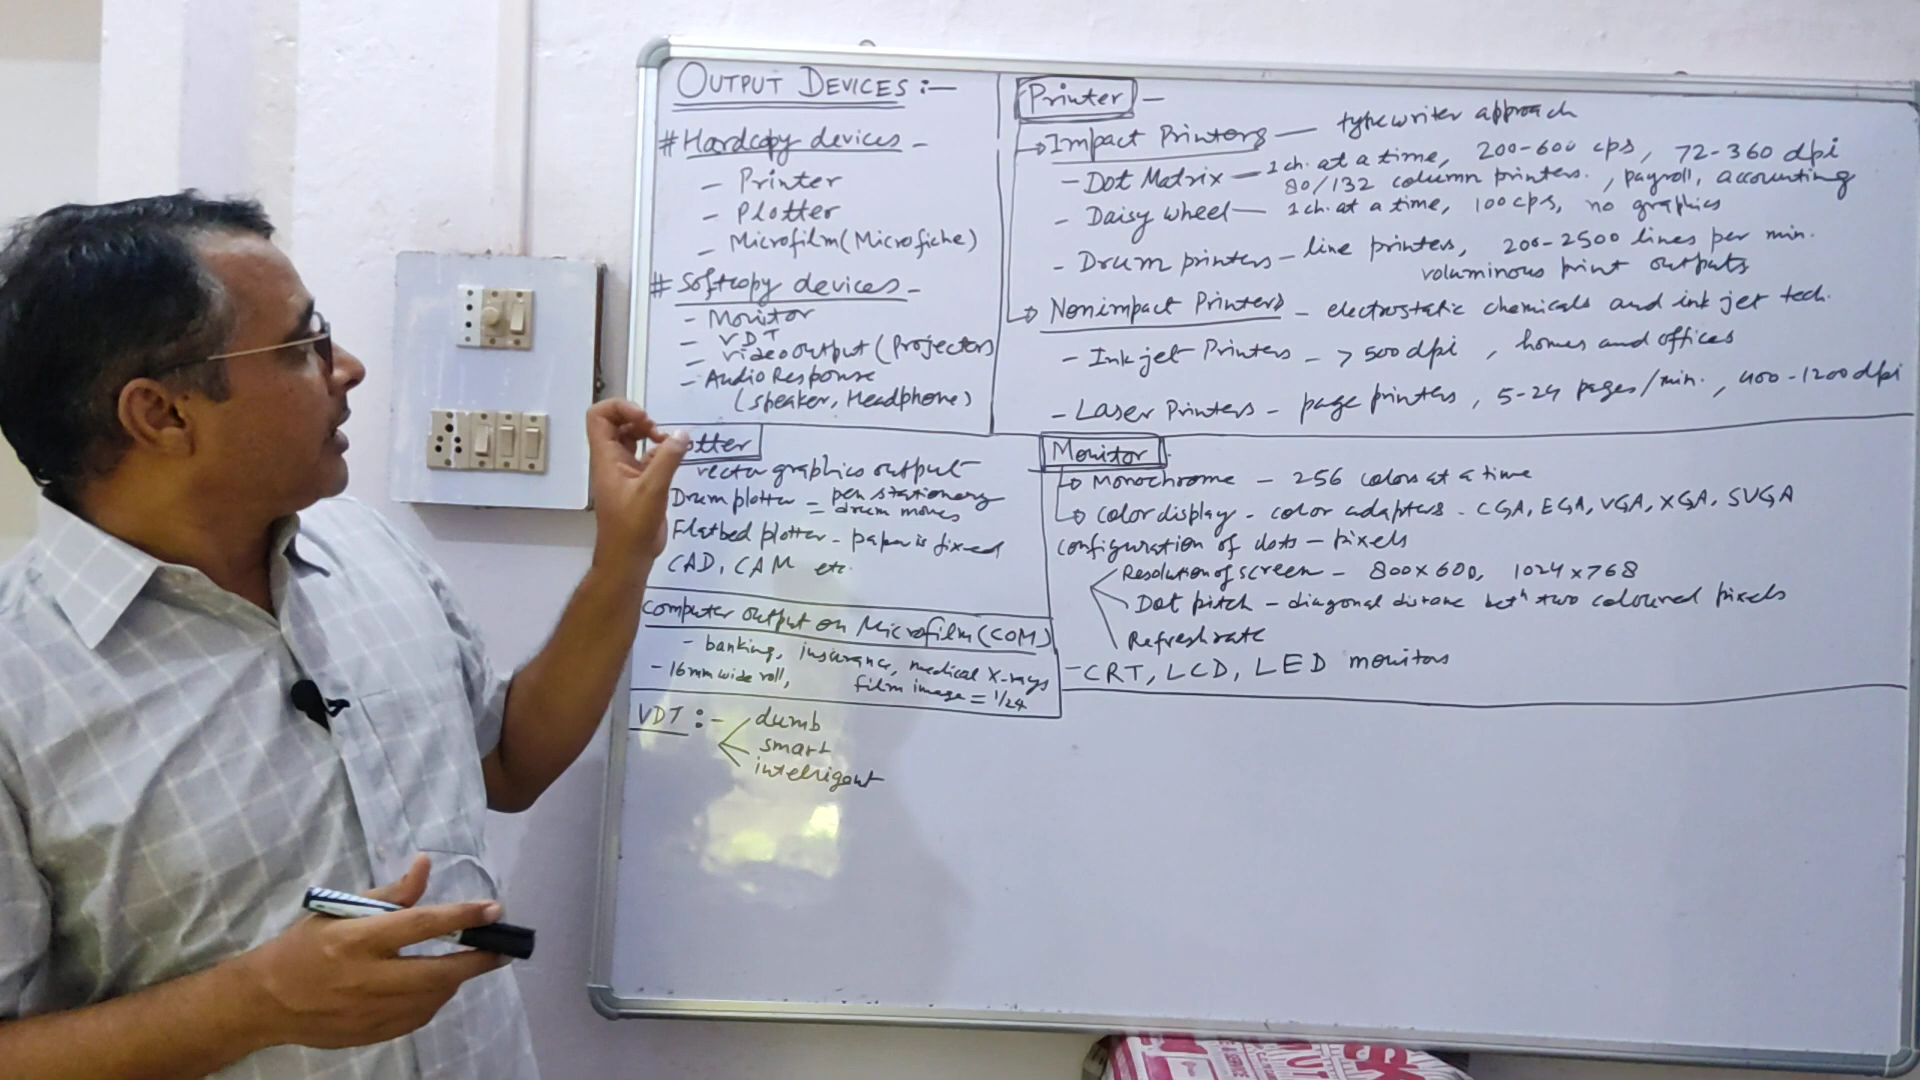 OUTPUT DEVICES :-
# Hardcopy devices -
- Printer
- Plotter
- Microfilm (Microfiche)
# Softcopy devices -
- Monitor
- VDT
- Video output (Projectors)
- Audio Response
(speaker, Headphone)
Printer -
→ Impact Printers - typewriter approach
- Dot Matrix - 1 ch. at a time, 200-600 cps, 72-360 dpi
80/132 column printers, payroll, accounting
- Daisy wheel - 1 ch. at a time, 100 cps, no graphics
- Drum printers - line printers, 200-2500 lines per min.
voluminous print outputs
→ Nonimpact Printers - electrostatic chemicals and ink jet tech.
- Ink jet Printers - > 500 dpi, homes and offices
- Laser Printers - page printers, 5-24 pages/min., 400-1200 dpi
otter
vector graphics output
Drum plotter = pen stationery
= drum moves
Flatbed plotter - paper is fixed
CAD, CAM etc.
Computer output on Microfilm (COM)
- banking, insurance, medical X-rays
- 16mm wide roll, film image = 1/24
VDT :-
dumb
smart
intelligent
Monitor
→ Monochrome - 256 colors at a time
→ color display - color adapters - CGA, EGA, VGA, XGA, SVGA
configuration of dots - pixels
Resolution of screen - 800x600, 1024x768
Dot pitch - diagonal distance betn two coloured pixels
Refresh rate
- CRT, LCD, LED monitors